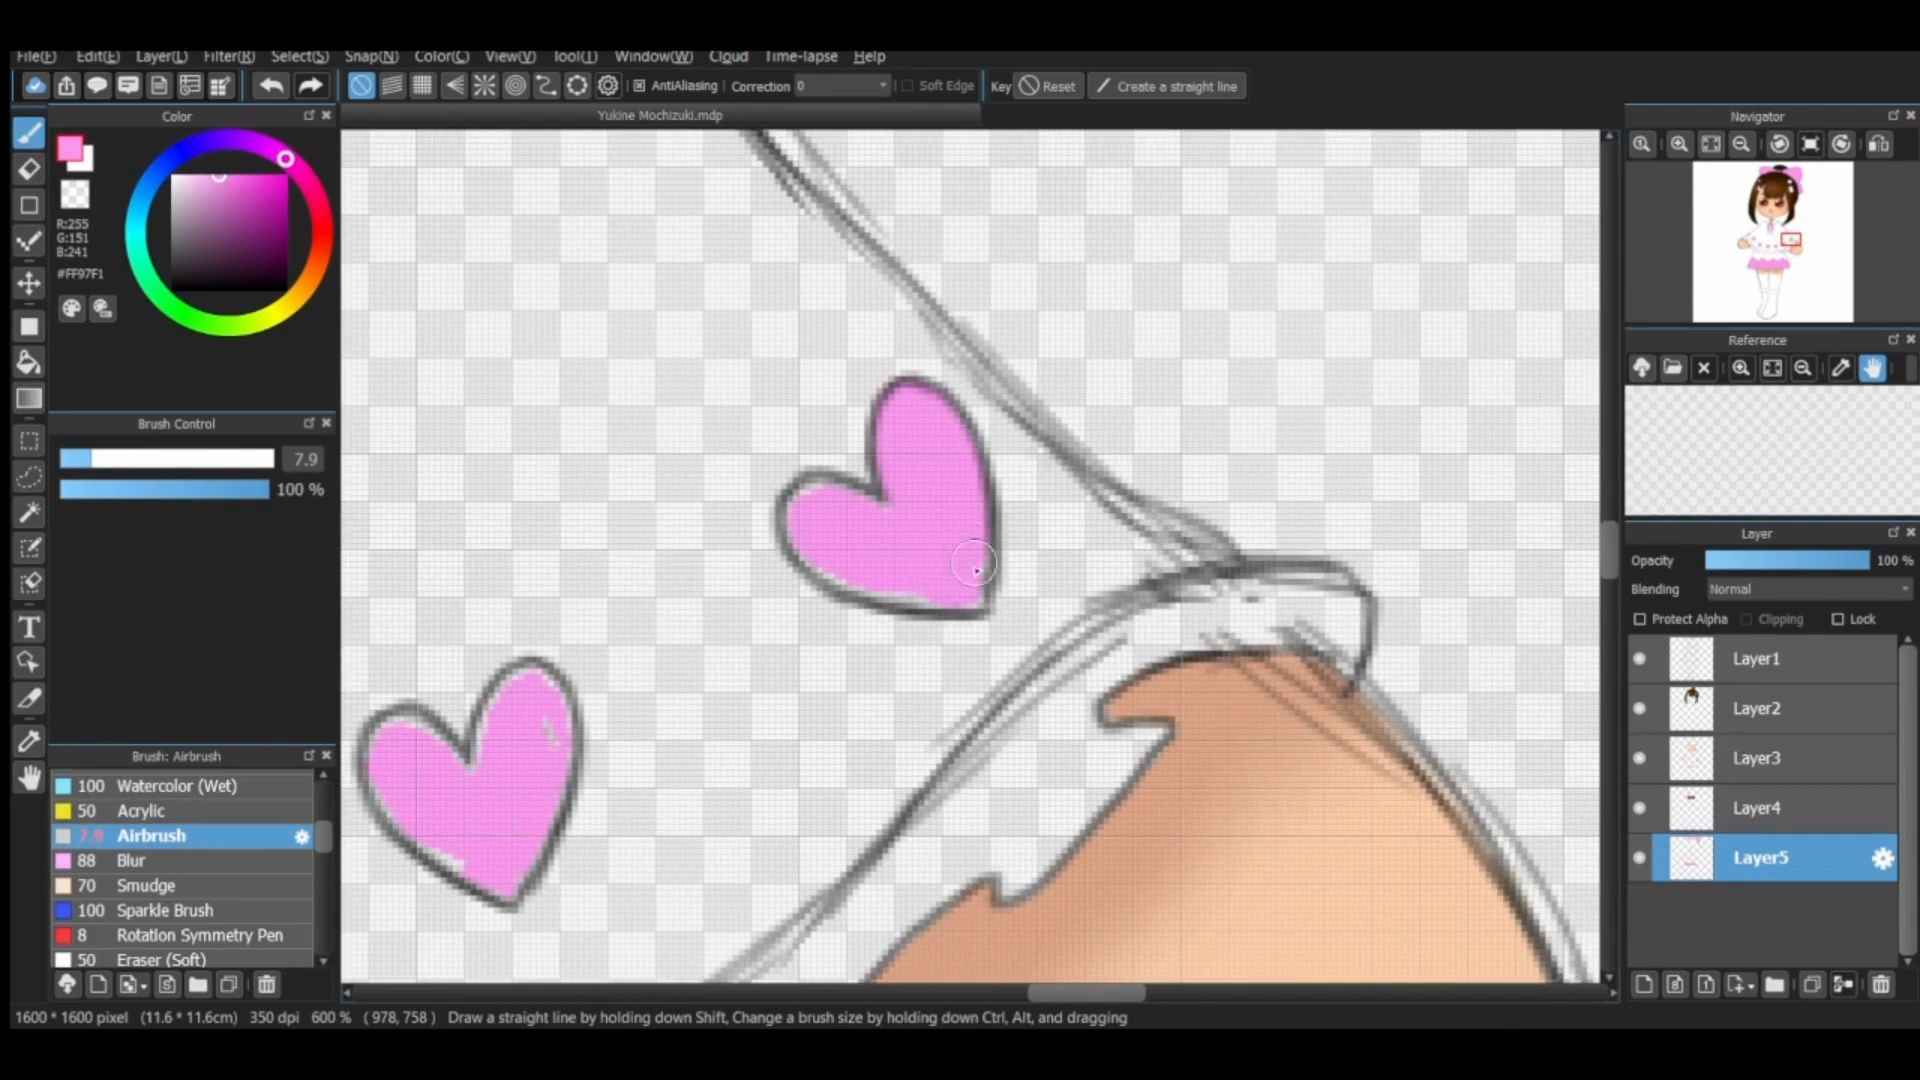 File(F) Edit(E) Layer(L) Filter(R) Select(S) Snap(N) Color(C) View(V) Tool(T) Window(W) Cloud Time-lapse Help
AntiAliasing Correction 0 Soft Edge Key Reset Create a straight line
Color
Yukine Mochizuki.mdp
Navigator
R:255
G:151
B:241
#FF97F1
Reference
Brush Control
7.9
100 %
Layer
Opacity 100 %
Blending Normal
Protect Alpha Clipping Lock
Layer1
Layer2
Layer3
Layer4
Layer5
Brush: Airbrush
100 Watercolor (Wet)
50 Acrylic
7.9 Airbrush
88 Blur
70 Smudge
100 Sparkle Brush
8 Rotation Symmetry Pen
50 Eraser (Soft)
1600 * 1600 pixel (11.6 * 11.6cm) 350 dpi 600 % ( 978, 758 ) Draw a straight line by holding down Shift, Change a brush size by holding down Ctrl, Alt, and dragging